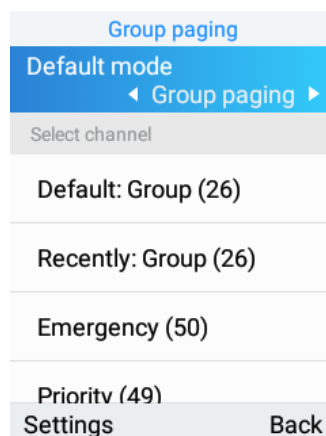 Group paging
Default mode
Group paging
Select channel
Default: Group (26)
Recently: Group (26)
Emergency (50)
Priority (49)
Settings Back